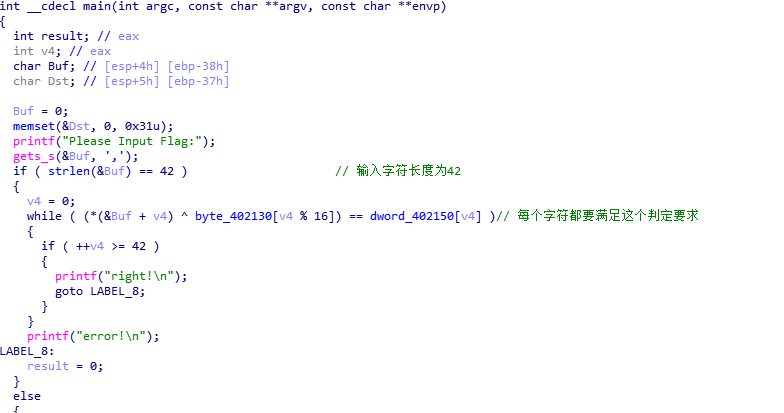 int __cdecl main(int argc, const char **argv, const char **envp)
{
  int result; // eax
  int v4; // eax
  char Buf; // [esp+4h] [ebp-38h]
  char Dst; // [esp+5h] [ebp-37h]

  Buf = 0;
  memset(&Dst, 0, 0x31u);
  printf("Please Input Flag:");
  gets_s(&Buf, ',');
  if ( strlen(&Buf) == 42 )                    // 输入字符长度为42
  {
    v4 = 0;
    while ( (*(&Buf + v4) ^ byte_402130[v4 % 16]) == dword_402150[v4] )// 每个字符都要满足这个判定要求
    {
      if ( ++v4 >= 42 )
      {
        printf("right!\n");
        goto LABEL_8;
      }
    }
    printf("error!\n");
LABEL_8:
    result = 0;
  }
  else
  {